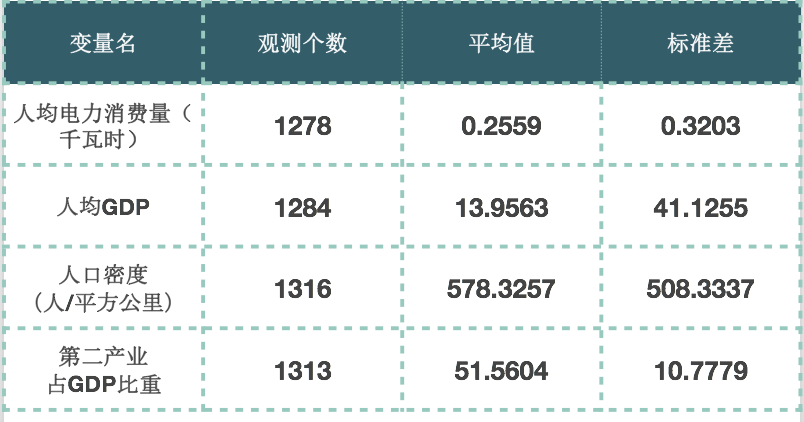 变量名 观测个数 平均值 标准差
人均电力消费量（
千瓦时） 1278 0.2559 0.3203
人均GDP 1284 13.9563 41.1255
人口密度
（人/平方公里） 1316 578.3257 508.3337
第二产业
占GDP比重 1313 51.5604 10.7779